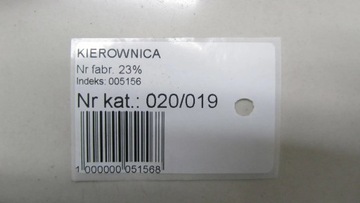 KIEROWNICA
Nr fabr. 23%
Indeks: 005156
Nr kat.: 020/019
1 000000 051568